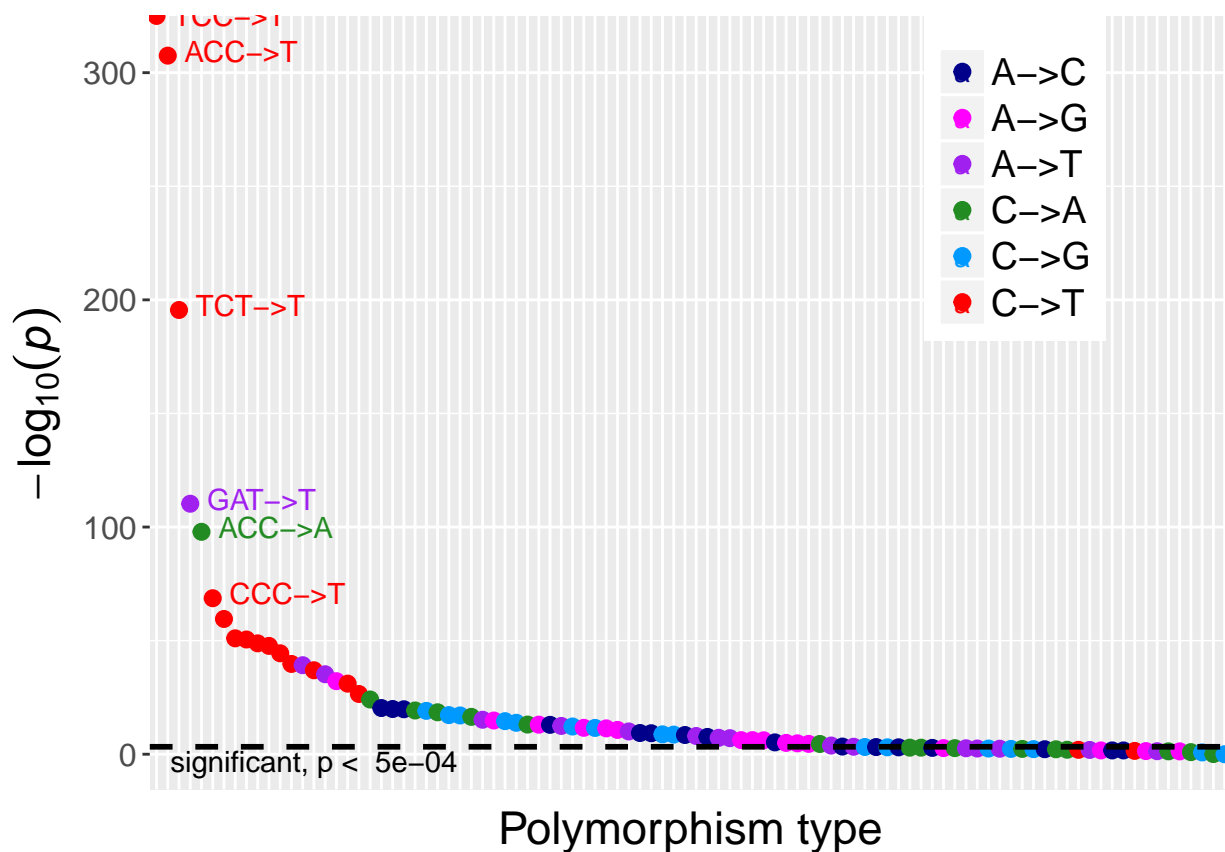 TCC−>T
ACC−>T
300
A−>C
A−>G
A−>T
C−>A
C−>G
C−>T
TCT−>T
200
−log10(p)
GAT−>T
ACC−>A
100
CCC−>T
0
significant, p < 5e−04
Polymorphism type